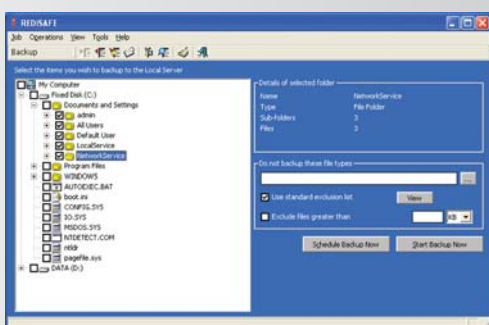 REDISAFE
Job Operations View Tools Help
Backup
Select the items you wish to backup to the Local Server
My Computer
Fixed Disk (C:)
Documents and Settings
admin
All Users
Default User
LocalService
NetworkService
Program Files
WINDOWS
AUTOEXEC.BAT
boot.ini
CONFIG.SYS
IO.SYS
MSDOS.SYS
NTDETECT.COM
ntldr
pagefile.sys
DATA (D:)
Details of selected folder
Name NetworkService
Type File Folder
Sub-folders 3
Files 3
Do not backup these file types
...
Use standard exclusion list View
Exclude files greater than KB
Schedule Backup Now Start Backup Now